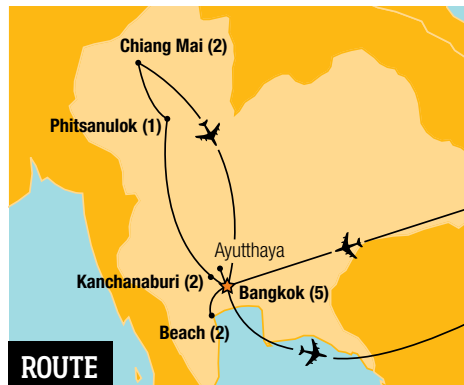 Chiang Mai (2)
Phitsanulok (1)
Ayutthaya
Kanchanaburi (2)
Bangkok (5)
Beach (2)
ROUTE